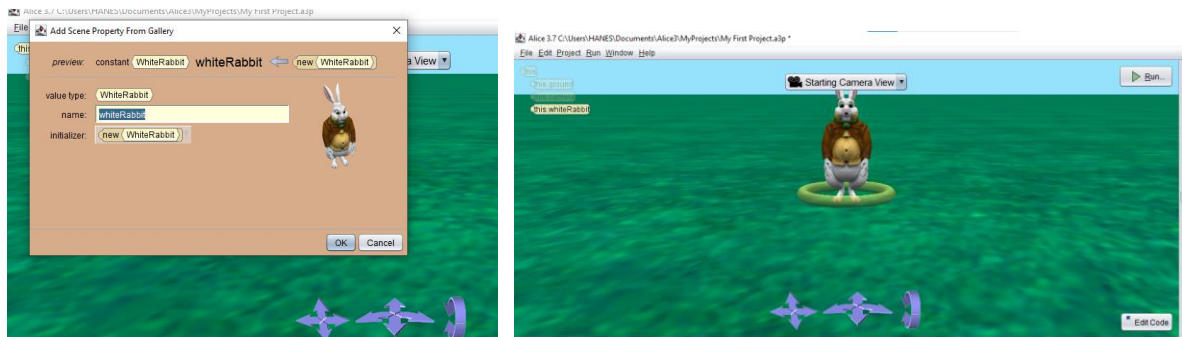 Alice 3.7 C:\Users\HANES\Documents\Alice3\MyProjects\My First Project.a3p
File
Add Scene Property From Gallery
preview: constant WhiteRabbit whiteRabbit new WhiteRabbit
a View
value type: WhiteRabbit
name: whiteRabbit
initializer: new WhiteRabbit
OK Cancel
Alice 3.7 C:\Users\HANES\Documents\Alice3\MyProjects\My First Project.a3p *
File Edit Project Run Window Help
this
this.ground
this.whiteRabbit
Starting Camera View
Run...
Edit Code